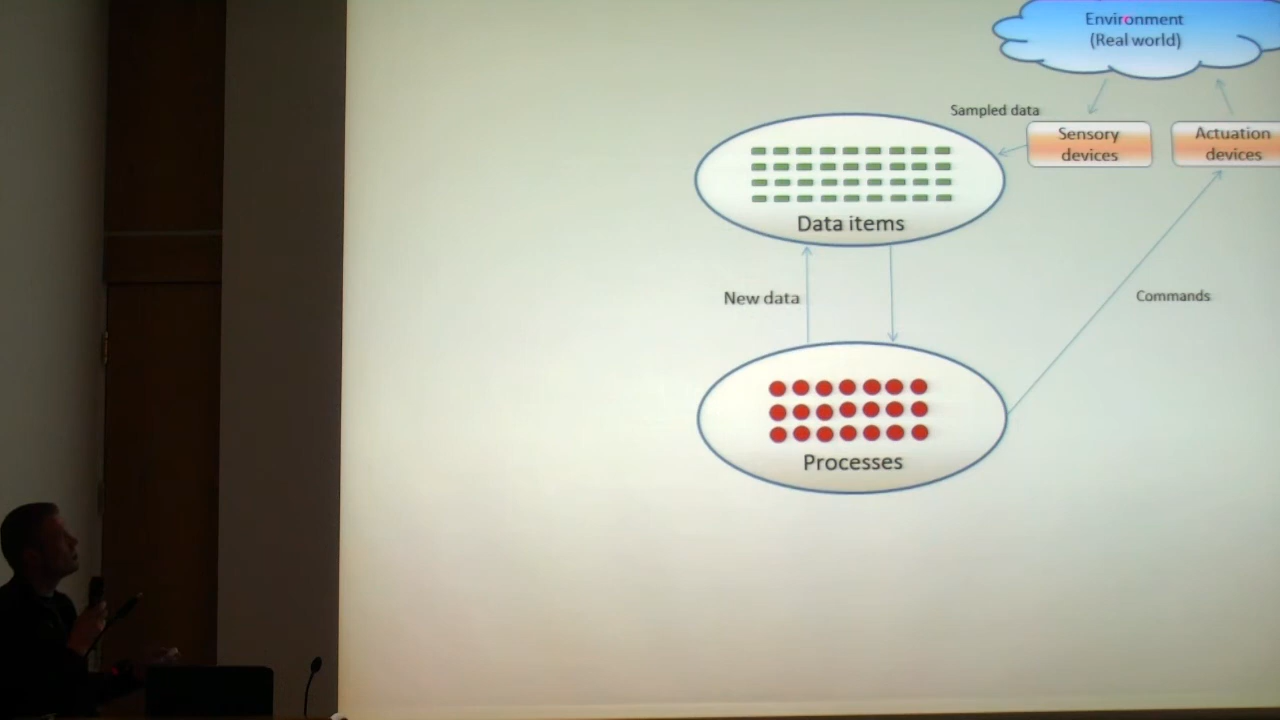 Environment
(Real world)
Sampled data
Sensory
devices
Actuation
devices
Data items
New data
Commands
Processes